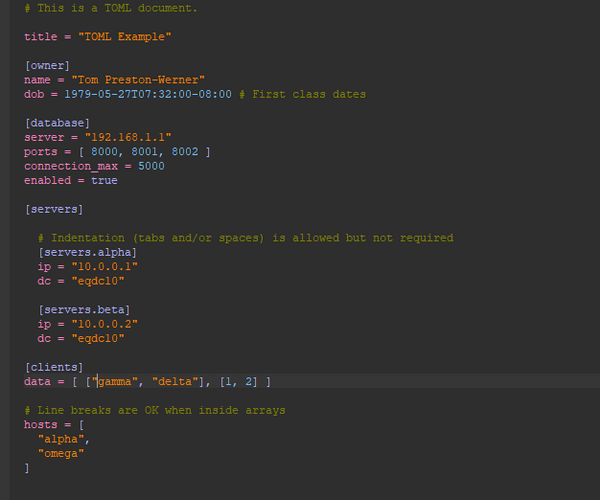 # This is a TOML document.
title = "TOML Example"
[owner]
name = "Tom Preston-Werner"
dob = 1979-05-27T07:32:00-08:00 # First class dates
[database]
server = "192.168.1.1"
ports = [ 8000, 8001, 8002 ]
connection_max = 5000
enabled = true
[servers]
# Indentation (tabs and/or spaces) is allowed but not required
[servers.alpha]
ip = "10.0.0.1"
dc = "eqdc10"
[servers.beta]
ip = "10.0.0.2"
dc = "eqdc10"
[clients]
data = [ ["gamma", "delta"], [1, 2] ]
# Line breaks are OK when inside arrays
hosts = [
"alpha",
"omega"
]